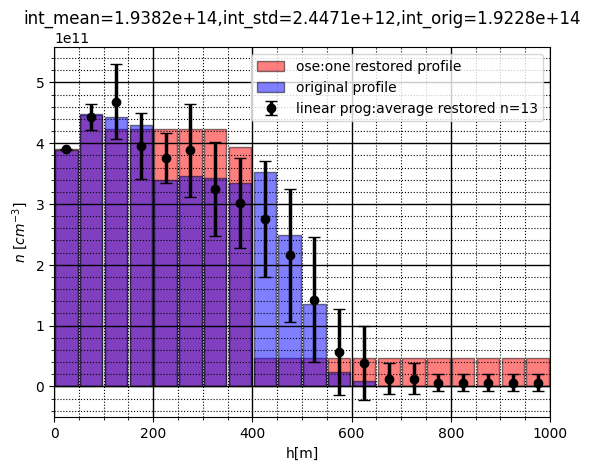 int_mean=1.9382e+14,int_std=2.4471e+12,int_orig=1.9228e+14
1e11
ose:one restored profile
original profile
linear prog:average restored n=13
5
4
3
2
1
0
n [cm⁻³]
0 200 400 600 800 1000
h[m]